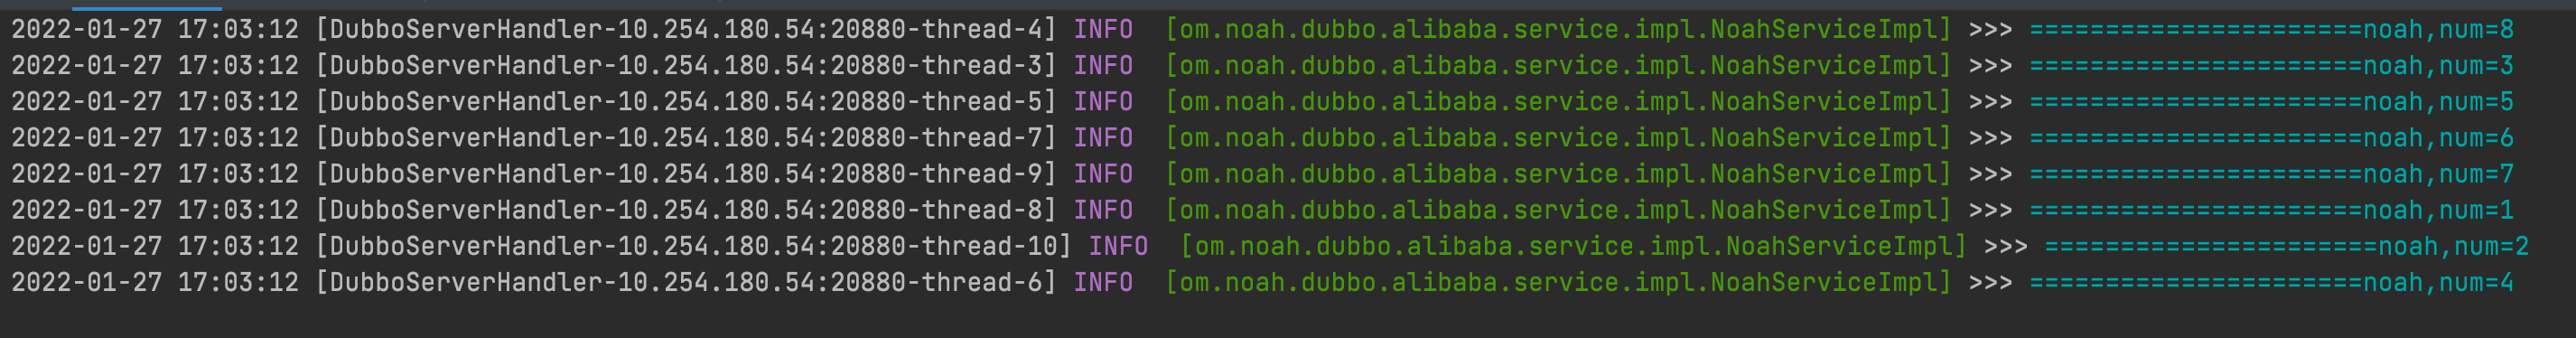 2022-01-27 17:03:12 [DubboServerHandler-10.254.180.54:20880-thread-4] INFO  [om.noah.dubbo.alibaba.service.impl.NoahServiceImpl] >>> ======================noah,num=8
2022-01-27 17:03:12 [DubboServerHandler-10.254.180.54:20880-thread-3] INFO  [om.noah.dubbo.alibaba.service.impl.NoahServiceImpl] >>> ======================noah,num=3
2022-01-27 17:03:12 [DubboServerHandler-10.254.180.54:20880-thread-5] INFO  [om.noah.dubbo.alibaba.service.impl.NoahServiceImpl] >>> ======================noah,num=5
2022-01-27 17:03:12 [DubboServerHandler-10.254.180.54:20880-thread-7] INFO  [om.noah.dubbo.alibaba.service.impl.NoahServiceImpl] >>> ======================noah,num=6
2022-01-27 17:03:12 [DubboServerHandler-10.254.180.54:20880-thread-9] INFO  [om.noah.dubbo.alibaba.service.impl.NoahServiceImpl] >>> ======================noah,num=7
2022-01-27 17:03:12 [DubboServerHandler-10.254.180.54:20880-thread-8] INFO  [om.noah.dubbo.alibaba.service.impl.NoahServiceImpl] >>> ======================noah,num=1
2022-01-27 17:03:12 [DubboServerHandler-10.254.180.54:20880-thread-10] INFO  [om.noah.dubbo.alibaba.service.impl.NoahServiceImpl] >>> ======================noah,num=2
2022-01-27 17:03:12 [DubboServerHandler-10.254.180.54:20880-thread-6] INFO  [om.noah.dubbo.alibaba.service.impl.NoahServiceImpl] >>> ======================noah,num=4